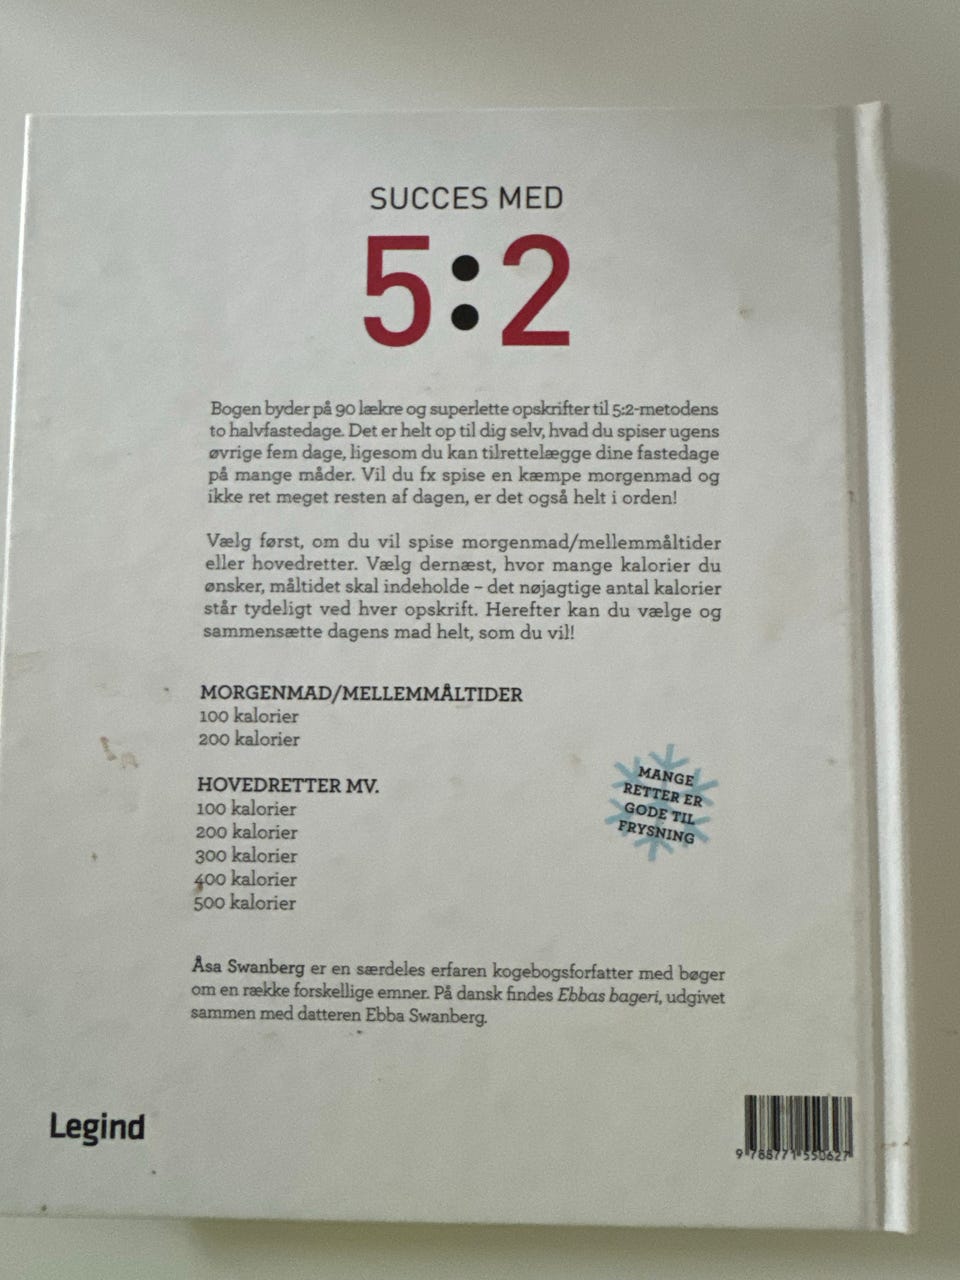 SUCCES MED
5:2
Bogen byder på 90 lækre og superlette opskrifter til 5:2-metodens
to halvfastedage. Det er helt op til dig selv, hvad du spiser ugens
øvrige fem dage, ligesom du kan tilrettelægge dine fastedage
på mange måder. Vil du fx spise en kæmpe morgenmad og
ikke ret meget resten af dagen, er det også helt i orden!
Vælg først, om du vil spise morgenmad/mellemmåltider
eller hovedretter. Vælg dernæst, hvor mange kalorier du
ønsker, måltidet skal indeholde – det nøjagtige antal kalorier
står tydeligt ved hver opskrift. Herefter kan du vælge og
sammensætte dagens mad helt, som du vil!
MORGENMAD/MELLEMMÅLTIDER
100 kalorier
200 kalorier
HOVEDRETTER MV.
100 kalorier
200 kalorier
300 kalorier
400 kalorier
500 kalorier
MANGE
RETTER ER
GODE TIL
FRYSNING
Åsa Swanberg er en særdeles erfaren kogebogsforfatter med bøger
om en række forskellige emner. På dansk findes Ebbas bageri, udgivet
sammen med datteren Ebba Swanberg.
Legind
9 788771 550627